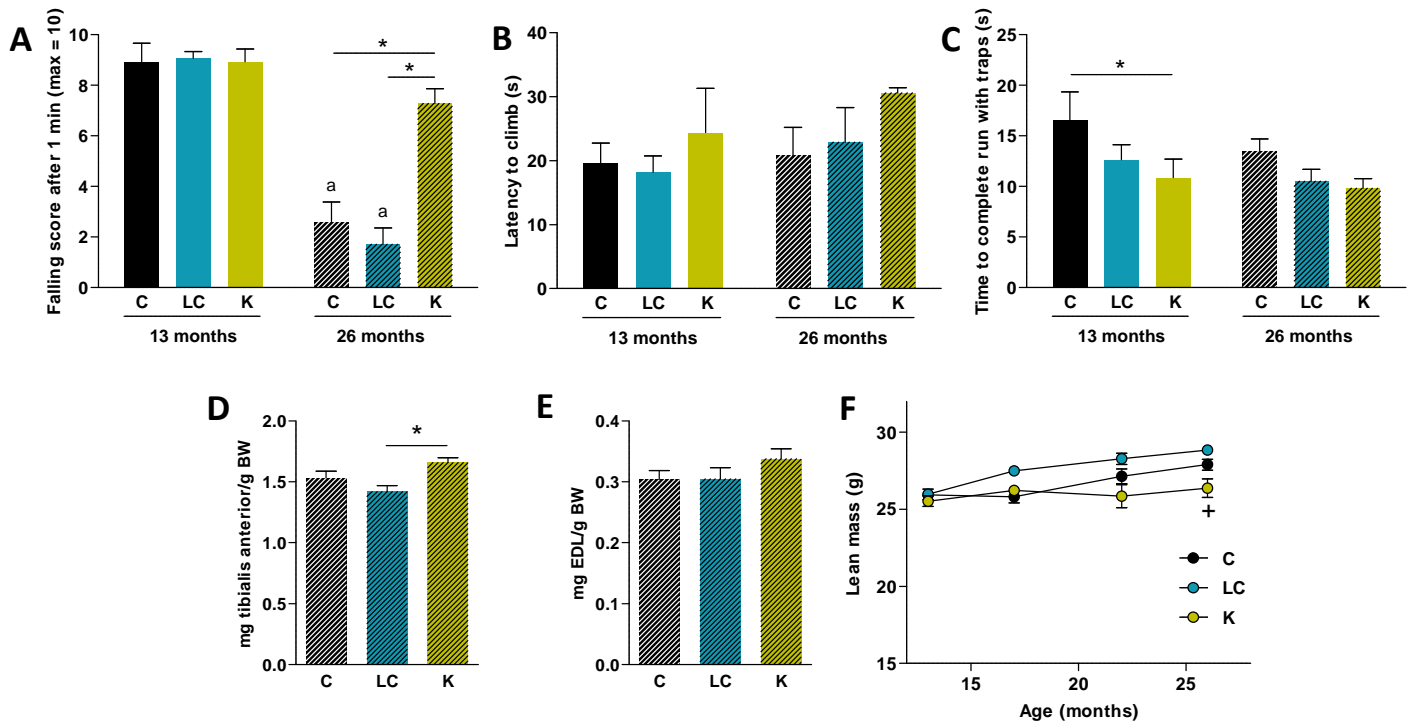 A
Falling score after 1 min (max = 10)
10
8
6
4
2
0
*
*
a
a
C LC K C LC K
13 months 26 months
B
Latency to climb (s)
40
30
20
10
0
C LC K C LC K
13 months 26 months
C
Time to complete run with traps (s)
25
20
15
10
5
0
*
C LC K C LC K
13 months 26 months
D
mg tibialis anterior/g BW
2.0
1.5
1.0
0.5
0.0
*
C LC K
E
mg EDL/g BW
0.4
0.3
0.2
0.1
0.0
C LC K
F
Lean mass (g)
30
25
20
15
+
C
LC
K
15 20 25
Age (months)